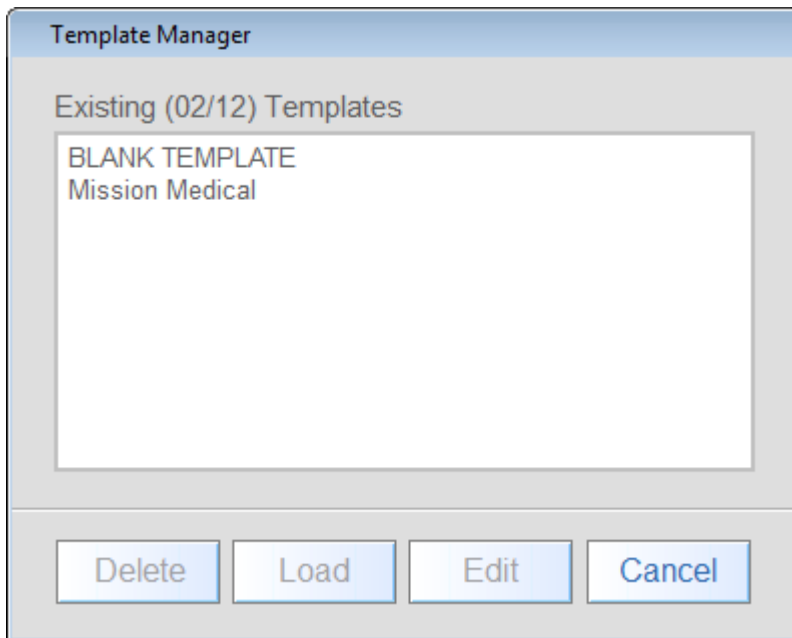 Template Manager
Existing (02/12) Templates
BLANK TEMPLATE
Mission Medical
Delete Load Edit Cancel